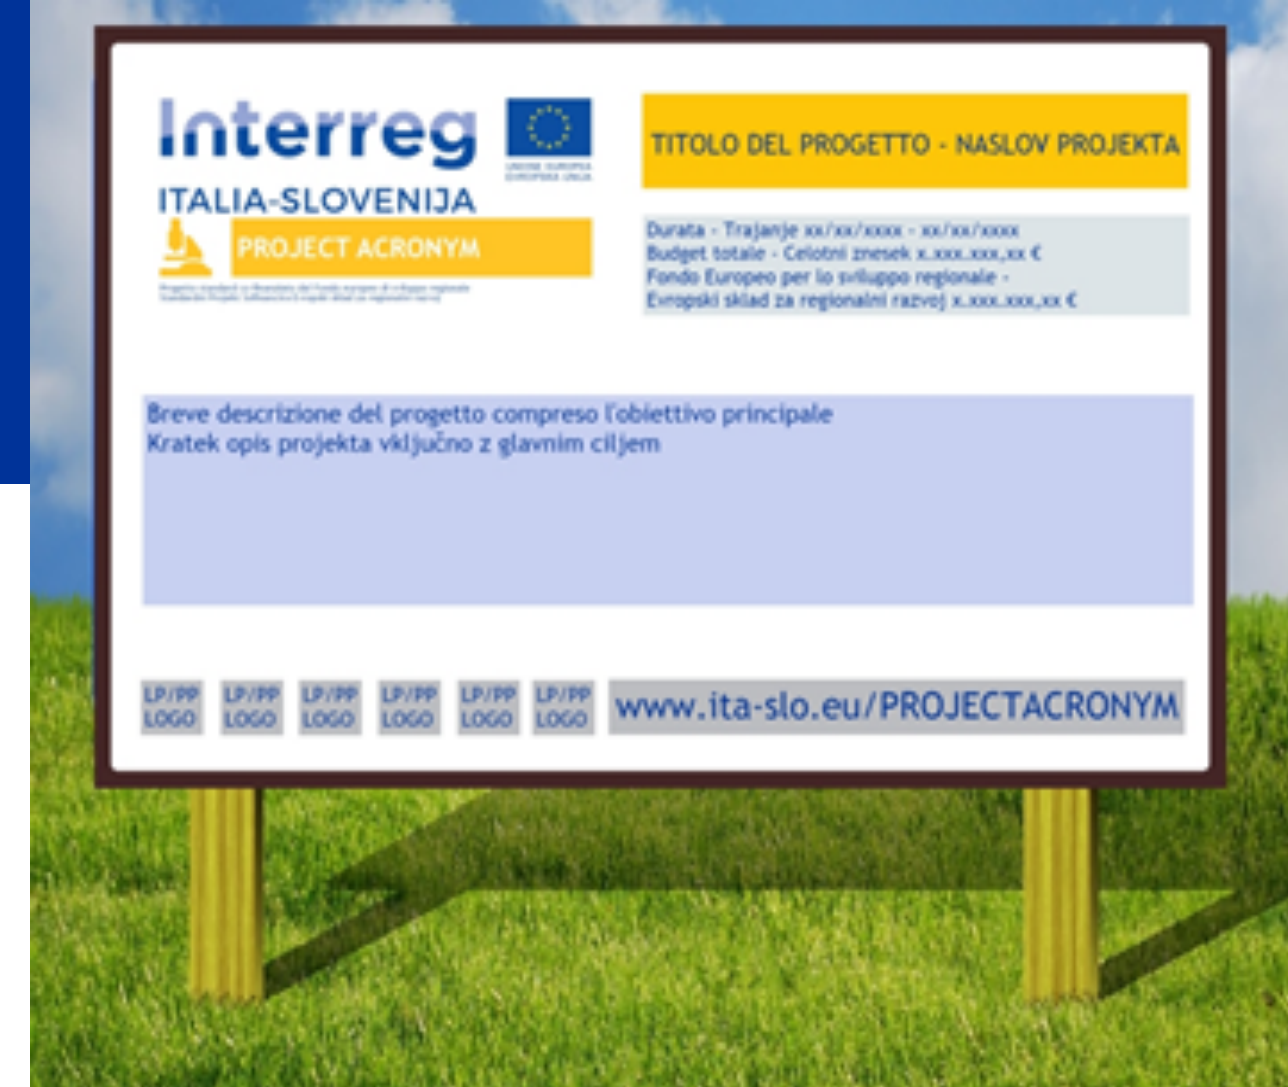 Interreg
ITALIA-SLOVENIJA
PROJECT ACRONYM
TITOLO DEL PROGETTO - NASLOV PROJEKTA
Durata - Trajanje xx/xx/xxxx - xx/xx/xxxx
Budget totale - Celotni znesek x.xxx.xxx,xx €
Fondo Europeo per lo sviluppo regionale -
Evropski sklad za regionalni razvoj x.xxx.xxx,xx €
Breve descrizione del progetto compreso l'obiettivo principale
Kratek opis projekta vključno z glavnim ciljem
LP/PP LP/PP LP/PP LP/PP LP/PP LP/PP
LOGO LOGO LOGO LOGO LOGO LOGO
www.ita-slo.eu/PROJECTACRONYM